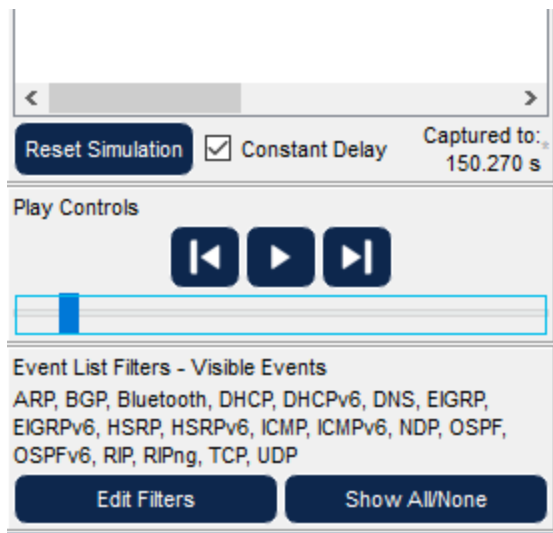 Reset Simulation
Constant Delay
Captured to:
150.270 s
Play Controls
Event List Filters - Visible Events
ARP, BGP, Bluetooth, DHCP, DHCPv6, DNS, EIGRP,
EIGRPv6, HSRP, HSRPv6, ICMP, ICMPv6, NDP, OSPF,
OSPFv6, RIP, RIPng, TCP, UDP
Edit Filters
Show All/None